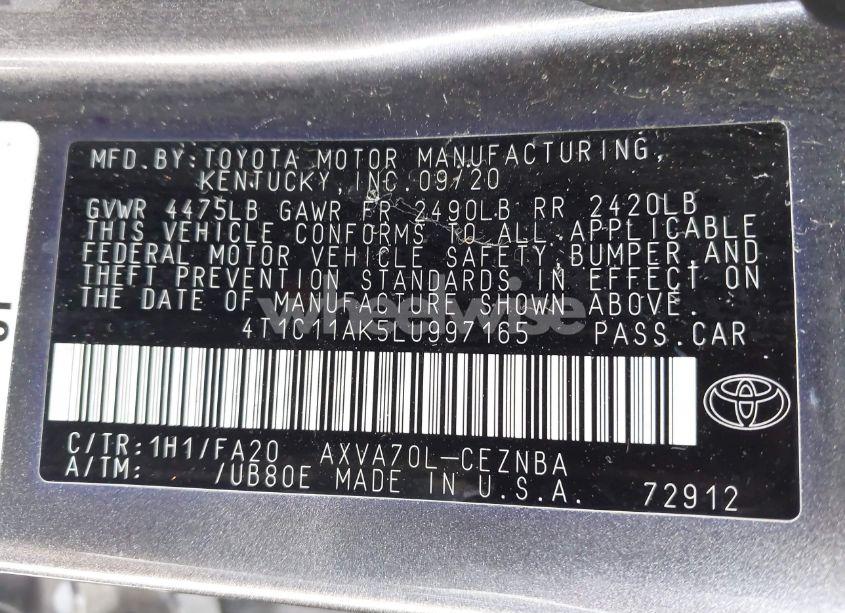 MFD.BY:TOYOTA MOTOR MANUFACTURING,
KENTUCKY, INC.09/20
GVWR 4475LB GAWR FR 2490LB RR 2420LB
THIS VEHICLE CONFORMS TO ALL APPLICABLE
FEDERAL MOTOR VEHICLE SAFETY,BUMPER,AND
THEFT PREVENTION STANDARDS IN EFFECT ON
THE DATE OF MANUFACTURE SHOWN ABOVE.
wheelwise
4T1C11AK5LU997165 PASS.CAR
C/TR:1H1/FA20 AXVA70L-CEZNBA
A/TM: /UB80E MADE IN U.S.A. 72912